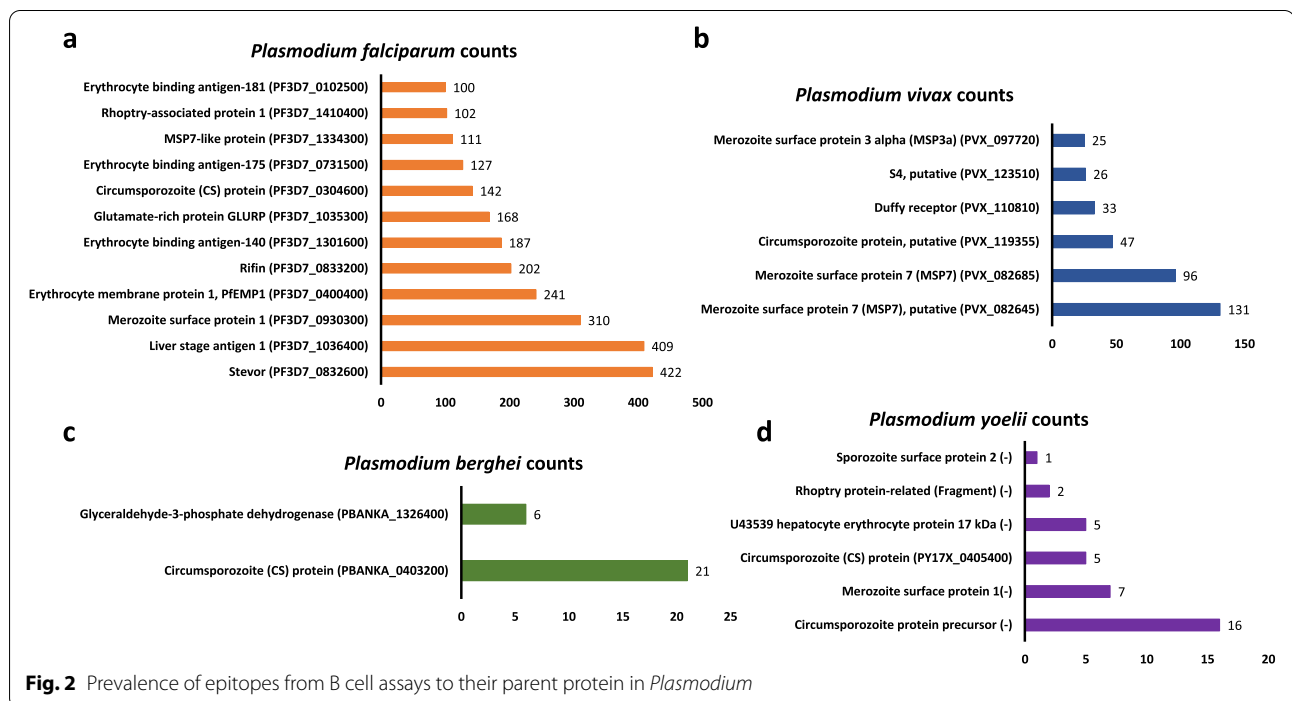 a
Plasmodium falciparum counts
Erythrocyte binding antigen-181 (PF3D7_0102500) 100
Rhoptry-associated protein 1 (PF3D7_1410400) 102
MSP7-like protein (PF3D7_1334300) 111
Erythrocyte binding antigen-175 (PF3D7_0731500) 127
Circumsporozoite (CS) protein (PF3D7_0304600) 142
Glutamate-rich protein GLURP (PF3D7_1035300) 168
Erythrocyte binding antigen-140 (PF3D7_1301600) 187
Rifin (PF3D7_0833200) 202
Erythrocyte membrane protein 1, PfEMP1 (PF3D7_0400400) 241
Merozoite surface protein 1 (PF3D7_0930300) 310
Liver stage antigen 1 (PF3D7_1036400) 409
Stevor (PF3D7_0832600) 422
0 100 200 300 400 500
b
Plasmodium vivax counts
Merozoite surface protein 3 alpha (MSP3a) (PVX_097720) 25
S4, putative (PVX_123510) 26
Duffy receptor (PVX_110810) 33
Circumsporozoite protein, putative (PVX_119355) 47
Merozoite surface protein 7 (MSP7) (PVX_082685) 96
Merozoite surface protein 7 (MSP7), putative (PVX_082645) 131
0 50 100 150
c
Plasmodium berghei counts
Glyceraldehyde-3-phosphate dehydrogenase (PBANKA_1326400) 6
Circumsporozoite (CS) protein (PBANKA_0403200) 21
0 5 10 15 20 25
d
Plasmodium yoelii counts
Sporozoite surface protein 2 (-) 1
Rhoptry protein-related (Fragment) (-) 2
U43539 hepatocyte erythrocyte protein 17 kDa (-) 5
Circumsporozoite (CS) protein (PY17X_0405400) 5
Merozoite surface protein 1(-) 7
Circumsporozoite protein precursor (-) 16
0 5 10 15 20
Fig. 2 Prevalence of epitopes from B cell assays to their parent protein in Plasmodium